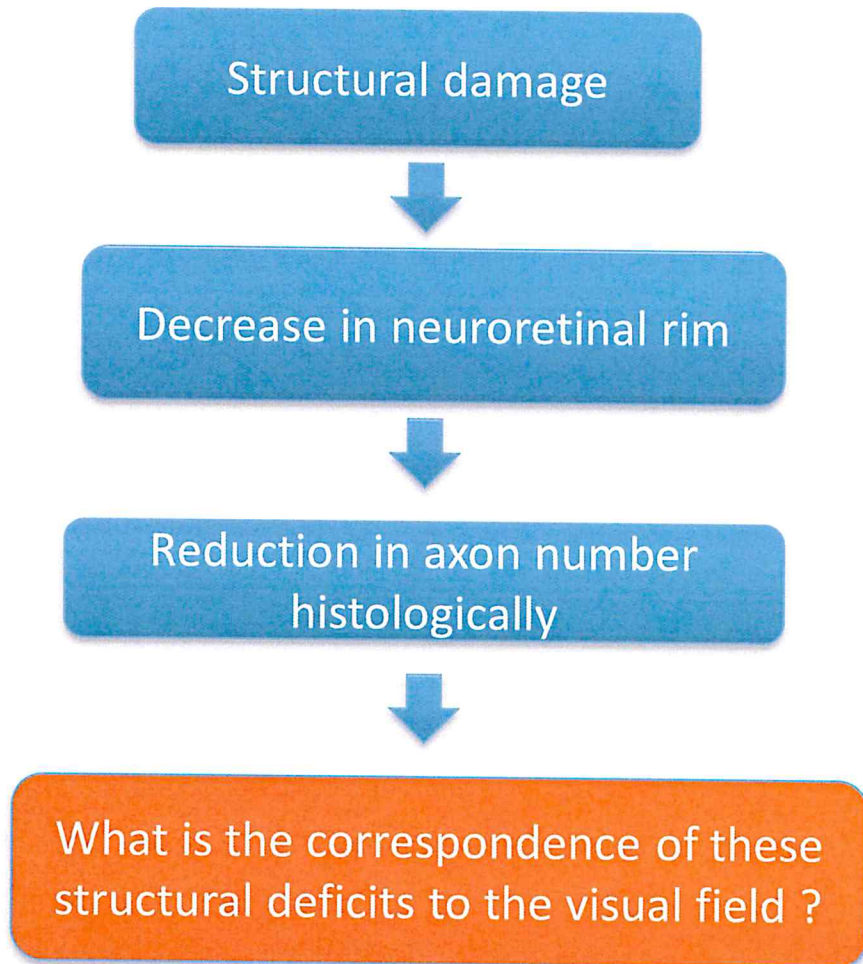 Structural damage
Decrease in neuroretinal rim
Reduction in axon number
histologically
What is the correspondence of these
structural deficits to the visual field ?